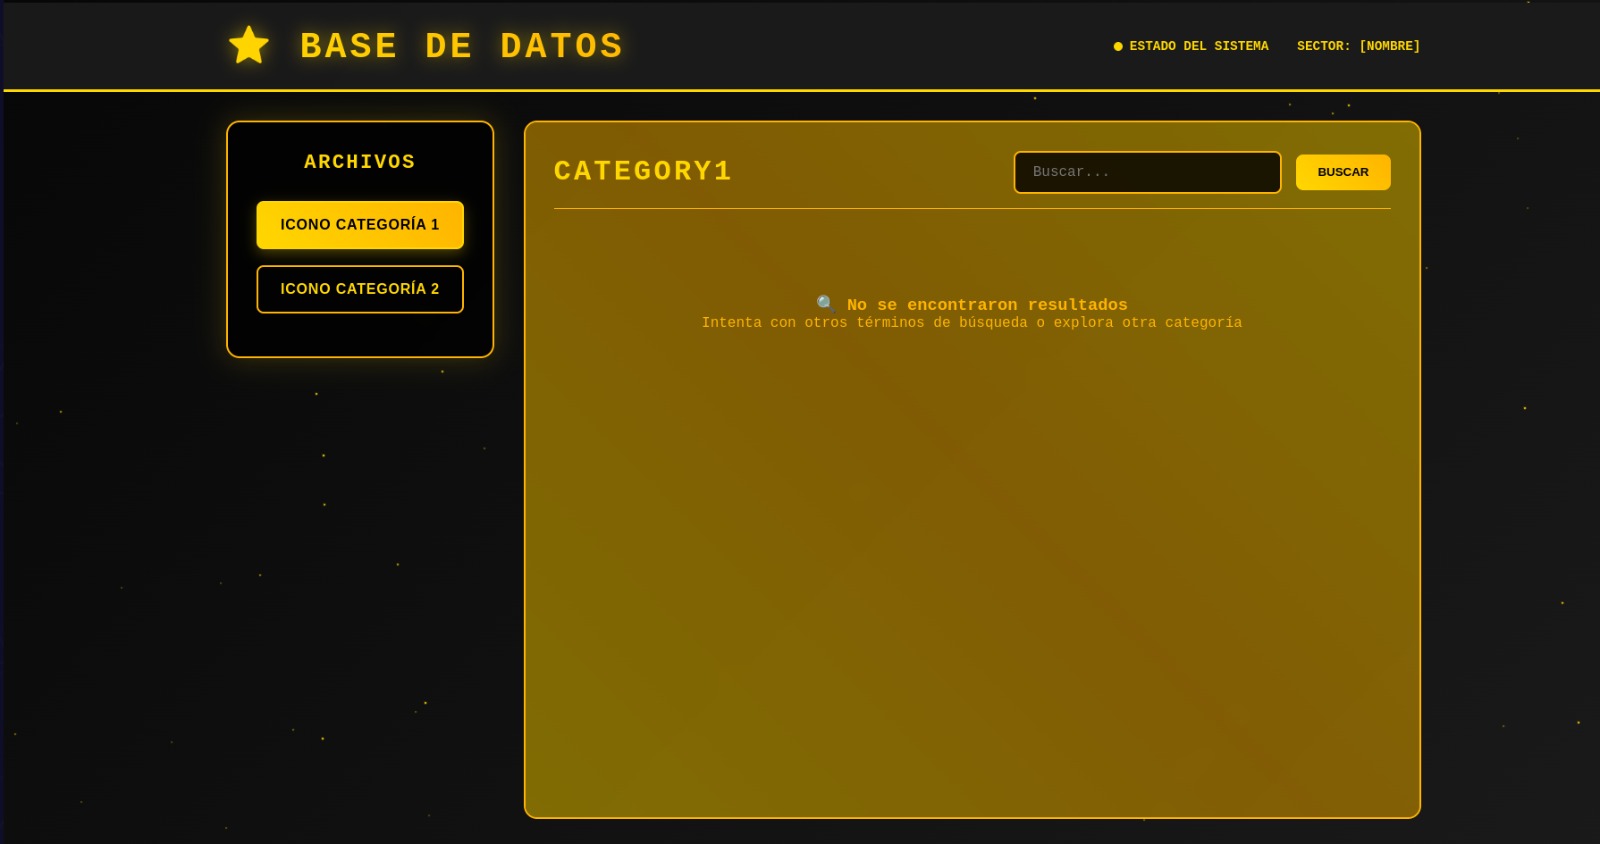 BASE DE DATOS
ESTADO DEL SISTEMA
SECTOR: [NOMBRE]
ARCHIVOS
ICONO CATEGORÍA 1
ICONO CATEGORÍA 2
CATEGORY1
Buscar...
BUSCAR
No se encontraron resultados
Intenta con otros términos de búsqueda o explora otra categoría